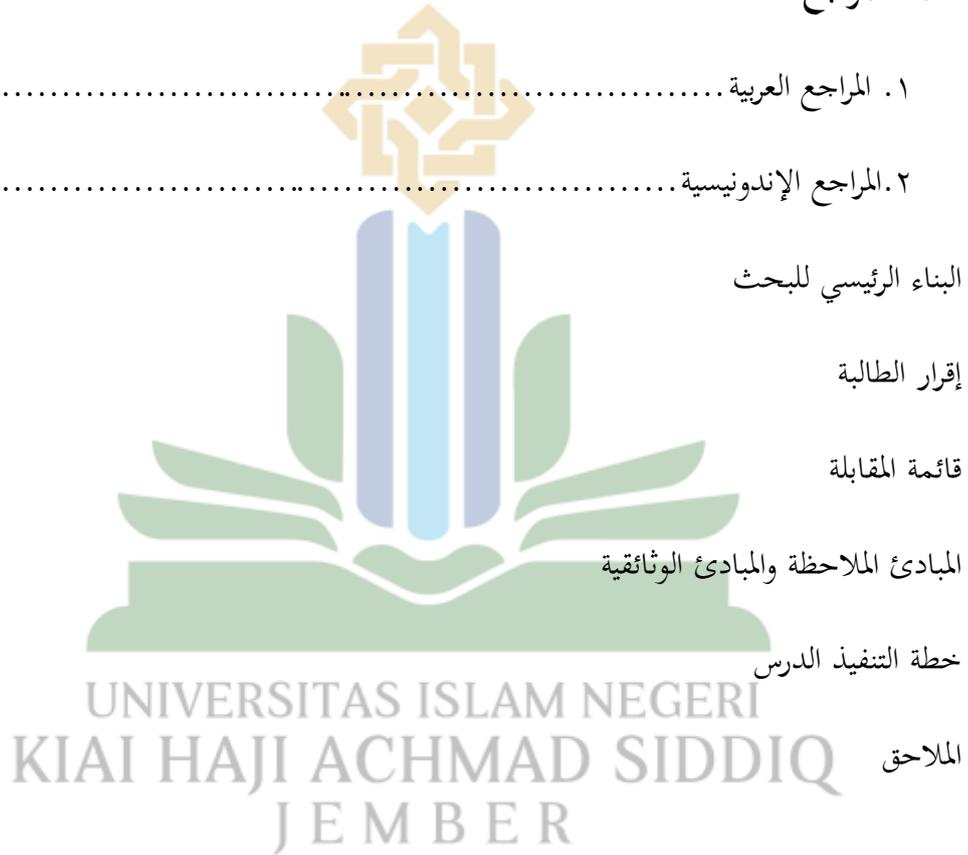 ١. المراجع العربية................................................................
٢.المراجع الإندونيسية................................................................
البناء الرئيسي للبحث
إقرار الطالبة
قائمة المقابلة
المبادئ الملاحظة والمبادئ الوثائقية
خطة التنفيذ الدرس
الملاحق
UNIVERSITAS ISLAM NEGERI
KIAI HAJI ACHMAD SIDDIQ
JEMBER